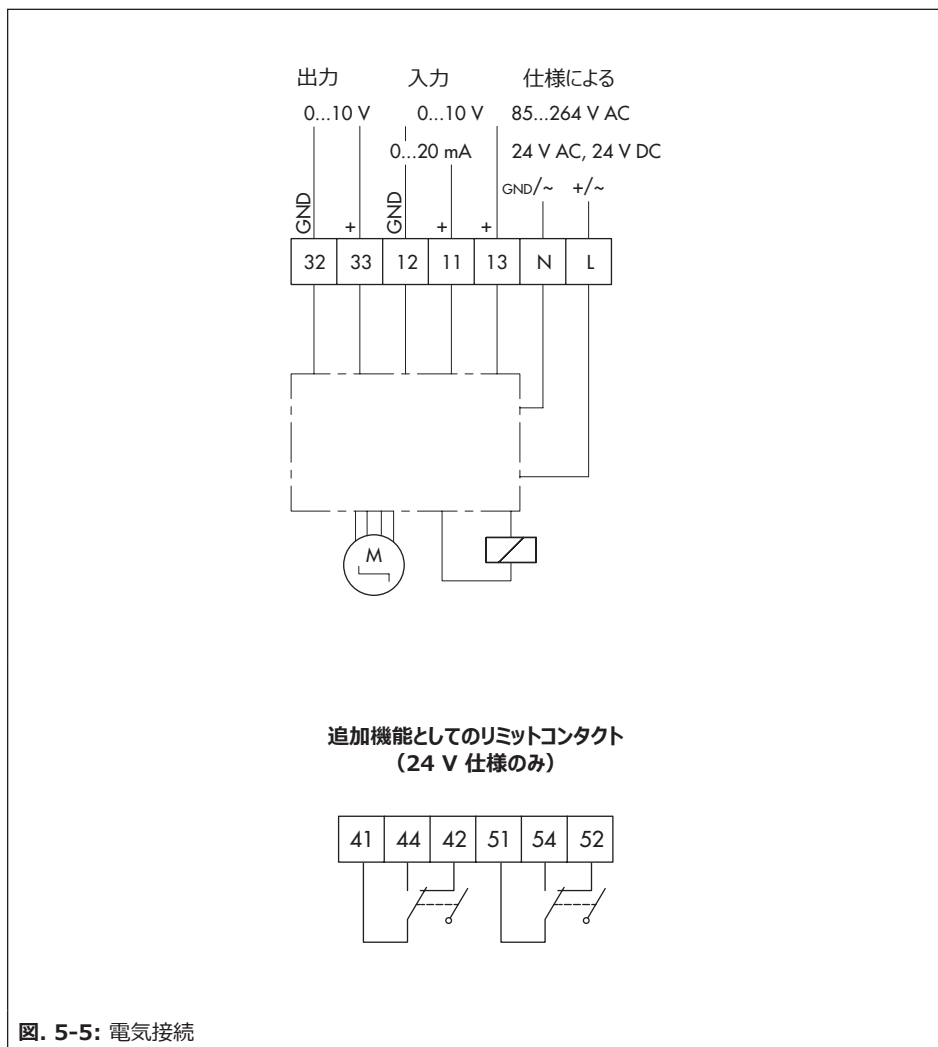 出力 入力 仕様による
0...10 V 0...10 V 85...264 V AC
0...20 mA 24 V AC, 24 V DC
GND/~ +/~
GND + GND + +
32 33 12 11 13 N L
M
追加機能としてのリミットコンタクト
（24 V 仕様のみ）
41 44 42 51 54 52
図. 5-5: 電気接続